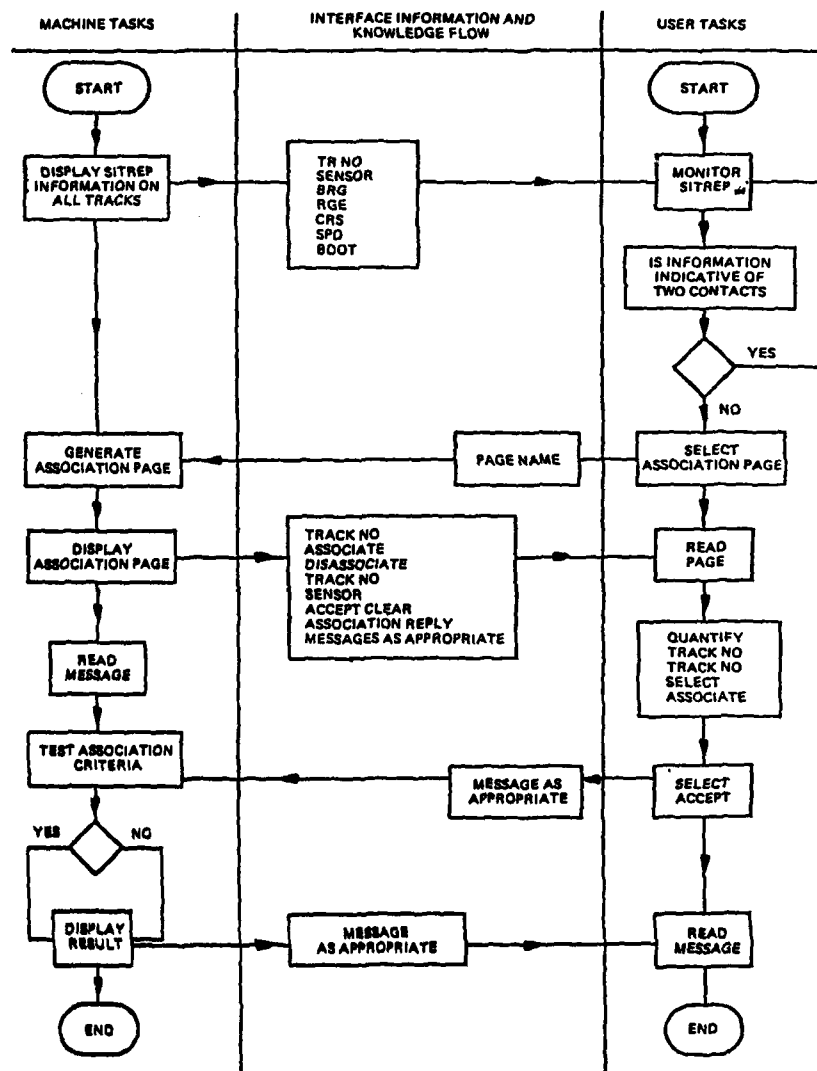 MACHINE TASKS
INTERFACE INFORMATION AND
KNOWLEDGE FLOW
USER TASKS
START
START
DISPLAY SITREP
INFORMATION ON
ALL TRACKS
TR NO
SENSOR
BRG
RGE
CRS
SPD
BDOT
MONITOR
SITREP
IS INFORMATION
INDICATIVE OF
TWO CONTACTS
YES
NO
GENERATE
ASSOCIATION PAGE
PAGE NAME
SELECT
ASSOCIATION PAGE
DISPLAY
ASSOCIATION PAGE
TRACK NO
ASSOCIATE
DISASSOCIATE
TRACK NO
SENSOR
ACCEPT CLEAR
ASSOCIATION REPLY
MESSAGES AS APPROPRIATE
READ
PAGE
READ
MESSAGE
QUANTIFY
TRACK NO
TRACK NO
SELECT
ASSOCIATE
TEST ASSOCIATION
CRITERIA
MESSAGE AS
APPROPRIATE
SELECT
ACCEPT
YES
NO
DISPLAY
RESULT
MESSAGE
AS APPROPRIATE
READ
MESSAGE
END
END